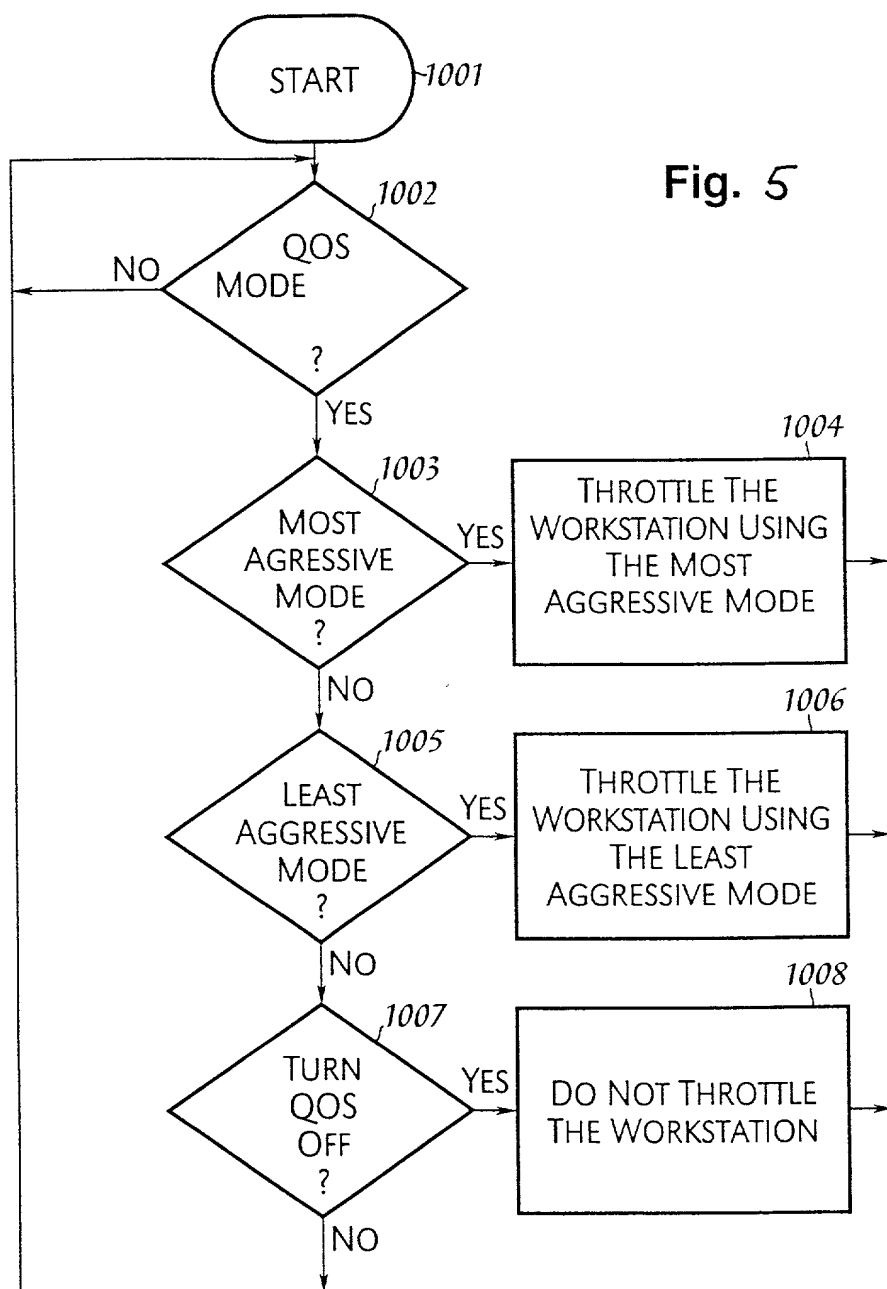 START
1001
Fig. 5
1002
QOS
MODE
?
NO
YES
1003
MOST
AGRESSIVE
MODE
?
YES
1004
THROTTLE THE
WORKSTATION USING
THE MOST
AGGRESSIVE MODE
NO
1005
LEAST
AGGRESSIVE
MODE
?
YES
1006
THROTTLE THE
WORKSTATION USING
THE LEAST
AGGRESSIVE MODE
NO
1007
TURN
QOS
OFF
?
YES
1008
DO NOT THROTTLE
THE WORKSTATION
NO